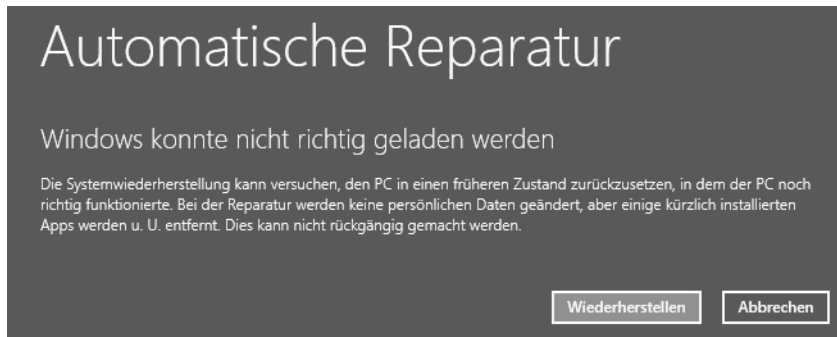 Automatische Reparatur
Windows konnte nicht richtig geladen werden
Die Systemwiederherstellung kann versuchen, den PC in einen früheren Zustand zurückzusetzen, in dem der PC noch
richtig funktionierte. Bei der Reparatur werden keine persönlichen Daten geändert, aber einige kürzlich installierten
Apps werden u. U. entfernt. Dies kann nicht rückgängig gemacht werden.
Wiederherstellen Abbrechen